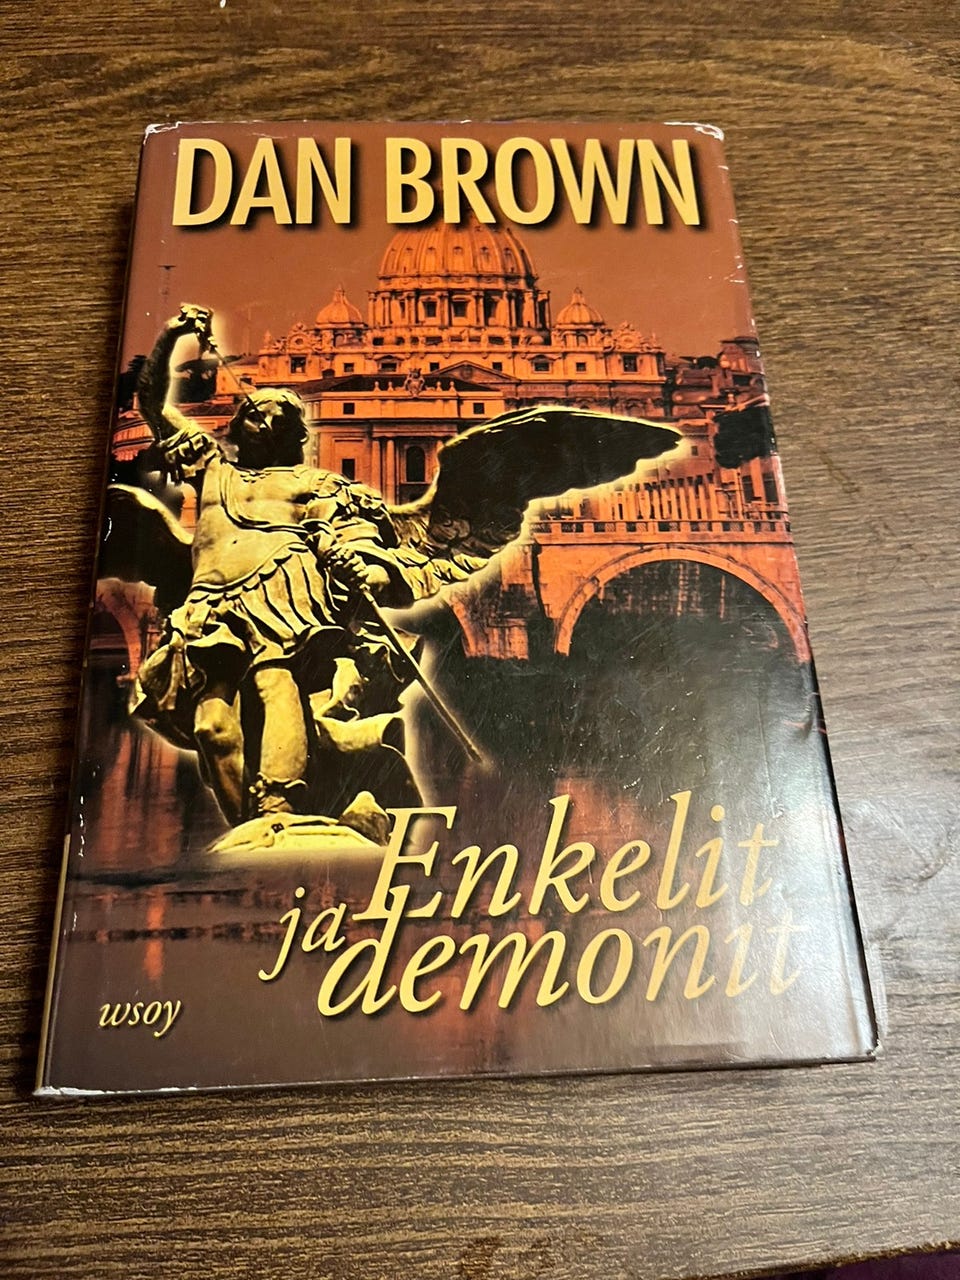 DAN BROWN
Enkelit
ja demonit
wsoy